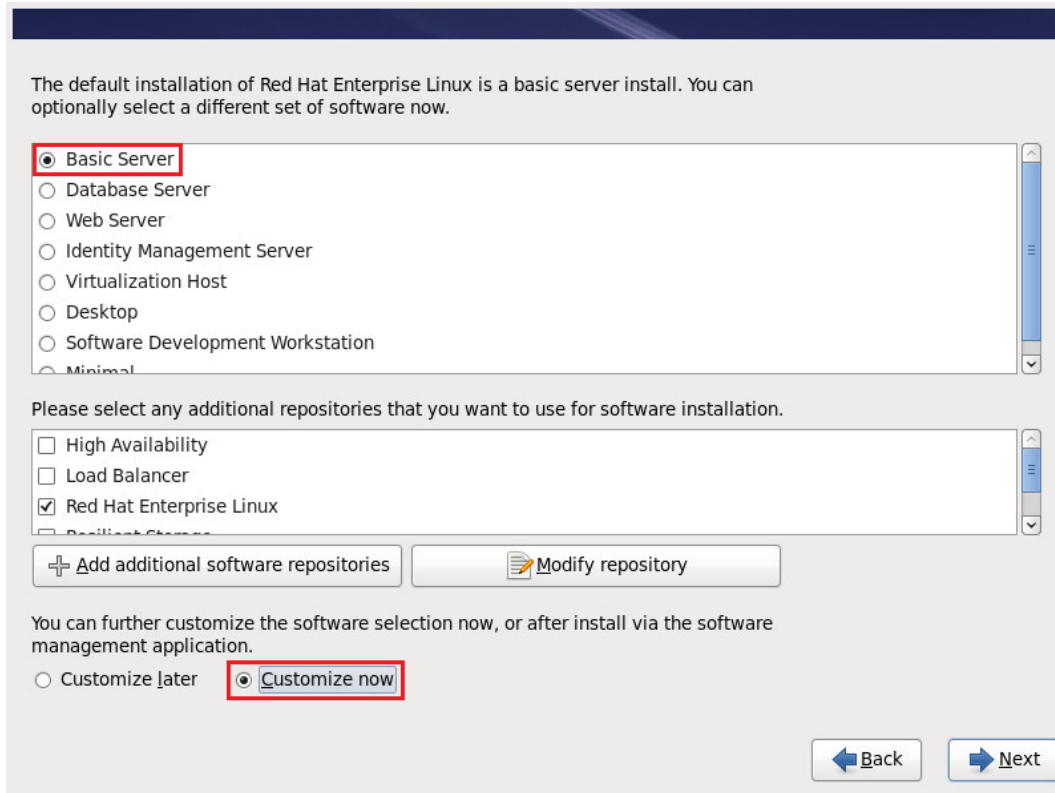 The default installation of Red Hat Enterprise Linux is a basic server install. You can
optionally select a different set of software now.
Basic Server
Database Server
Web Server
Identity Management Server
Virtualization Host
Desktop
Software Development Workstation
Minimal
Please select any additional repositories that you want to use for software installation.
High Availability
Load Balancer
Red Hat Enterprise Linux
Resilient Storage
Add additional software repositories
Modify repository
You can further customize the software selection now, or after install via the software
management application.
Customize later
Customize now
Back
Next